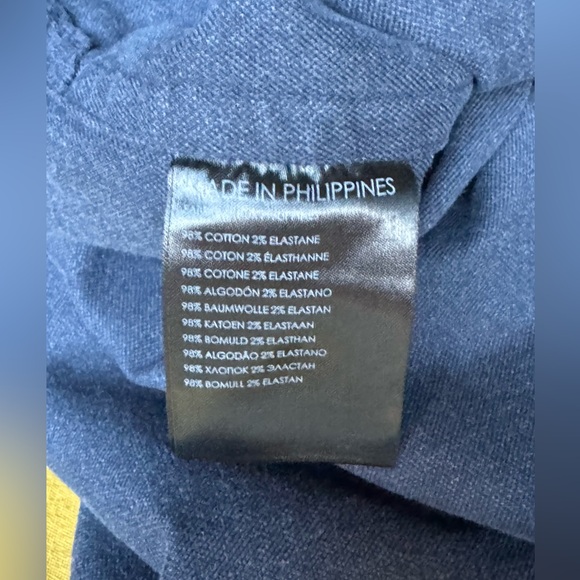 MADE IN PHILIPPINES
98% COTTON 2% ELASTANE
98% COTON 2% ÉLASTHANNE
98% COTONE 2% ELASTANE
98% ALGODÓN 2% ELASTANO
98% BAUMWOLLE 2% ELASTAN
98% KATOEN 2% ELASTAAN
98% BOMULD 2% ELASTHAN
98% ALGODÃO 2% ELASTANO
98% ХЛОПОК 2% ЭЛАСТАН
98% BOMULL 2% ELASTAN